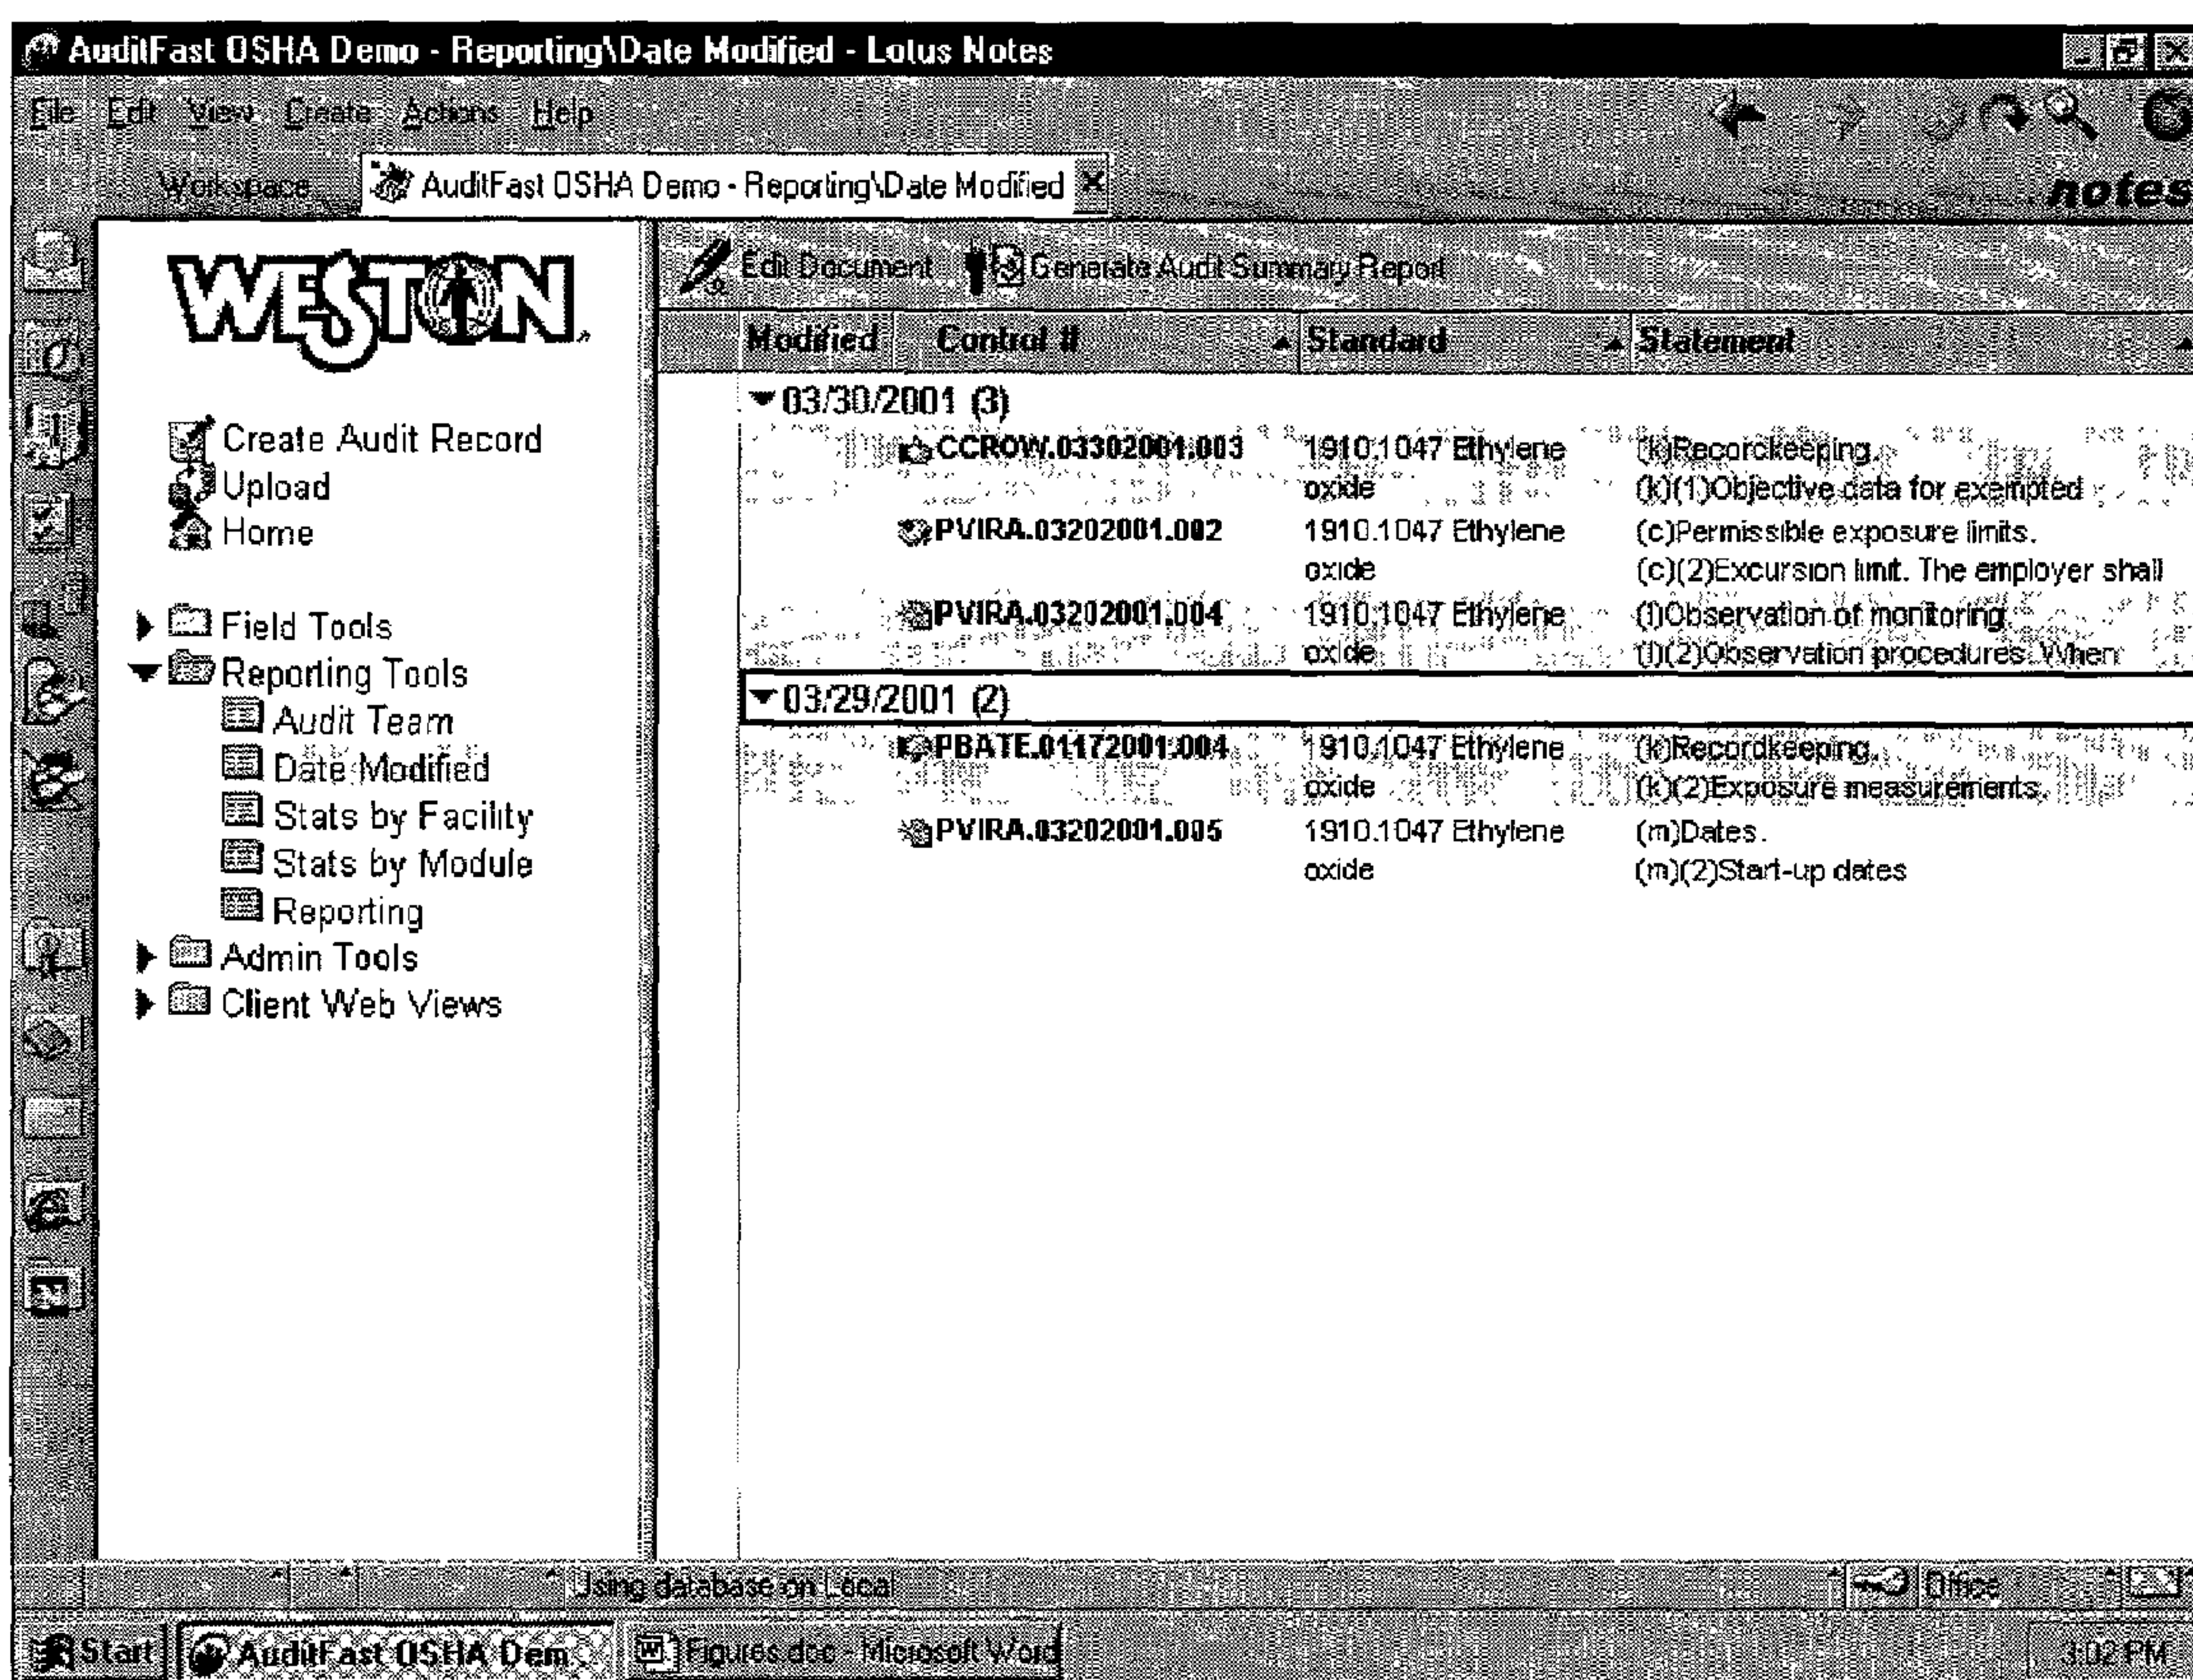 AuditFast OSHA Demo - Reporting\Date Modified - Lotus Notes
File Edit View Create Actions Help
Workspace AuditFast OSHA Demo - Reporting\Date Modified
notes
WESTON
Edit Document Generate Audit Summary Report
Modified Control # Standard Statement
03/30/2001 (3)
CCROW.03302001.003 1910.1047 Ethylene (k)Recordkeeping.
oxide (k)(1)Objective data for exempted
PVIRA.03202001.002 1910.1047 Ethylene (c)Permissible exposure limits.
oxide (c)(2)Excursion limit. The employer shall
PVIRA.03202001.004 1910.1047 Ethylene (l)Observation of monitoring.
oxide (l)(2)Observation procedures. When
03/29/2001 (2)
PBATE.01172001.004 1910.1047 Ethylene (k)Recordkeeping.
oxide (k)(2)Exposure measurements.
PVIRA.03202001.005 1910.1047 Ethylene (m)Dates.
oxide (m)(2)Start-up dates
Create Audit Record
Upload
Home
Field Tools
Reporting Tools
Audit Team
Date Modified
Stats by Facility
Stats by Module
Reporting
Admin Tools
Client Web Views
Using database on Local Office
Start AuditFast OSHA Dem Figures.doc - Microsoft Word 3:02 PM